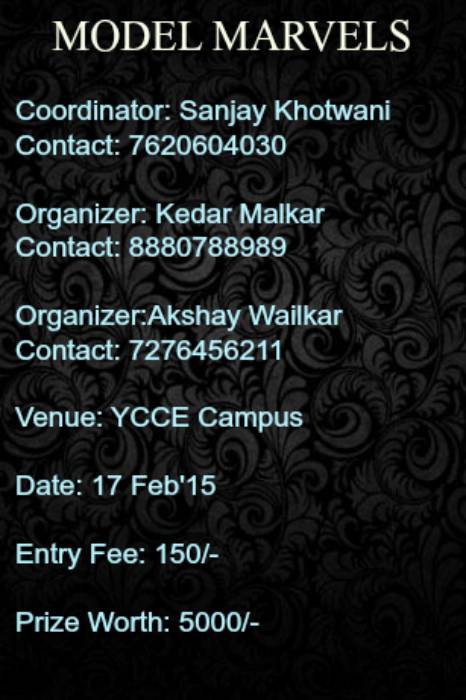 MODEL MARVELS
Coordinator: Sanjay Khotwani
Contact: 7620604030
Organizer: Kedar Malkar
Contact: 8880788989
Organizer:Akshay Wailkar
Contact: 7276456211
Venue: YCCE Campus
Date: 17 Feb'15
Entry Fee: 150/-
Prize Worth: 5000/-